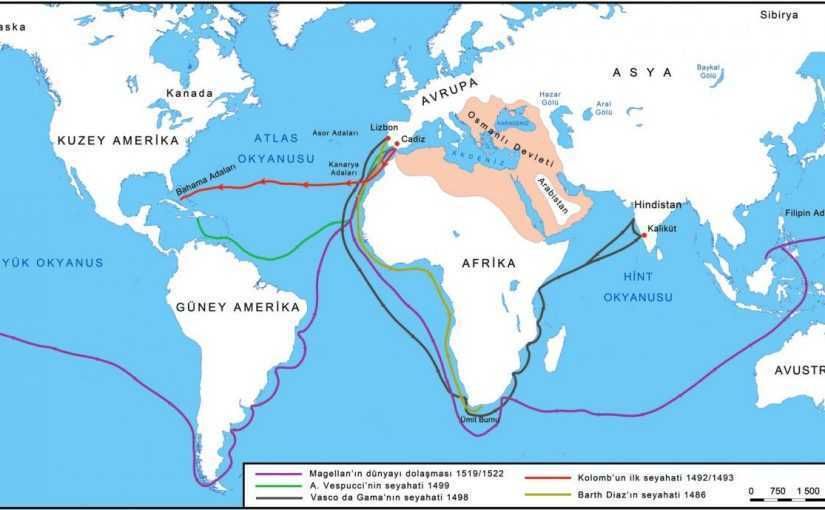 aska
Sibirya
Kanada
ASYA
Baykal
Gölü
AVRUPA
Hazar
Gölü
Aral
Gölü
KUZEY AMERİKA
ATLAS
OKYANUSU
Asor Adaları
Lizbon
Cadiz
KARADENİZ
Osmanlı Devleti
AKDENİZ
Kanarya
Adaları
Bahama Adaları
Arabistan
Hindistan
Kaliküt
Filipin Ad
YÜK OKYANUS
AFRİKA
HİNT
OKYANUSU
GÜNEY AMERİKA
AVUSTR
Ümit Burnu
Magellan'ın dünyayı dolaşması 1519/1522
A. Vespucci'nin seyahati 1499
Vasco da Gama'nın seyahati 1498
Kolomb'un ilk seyahati 1492/1493
Barth Diaz'ın seyahati 1486
0 750 1 500